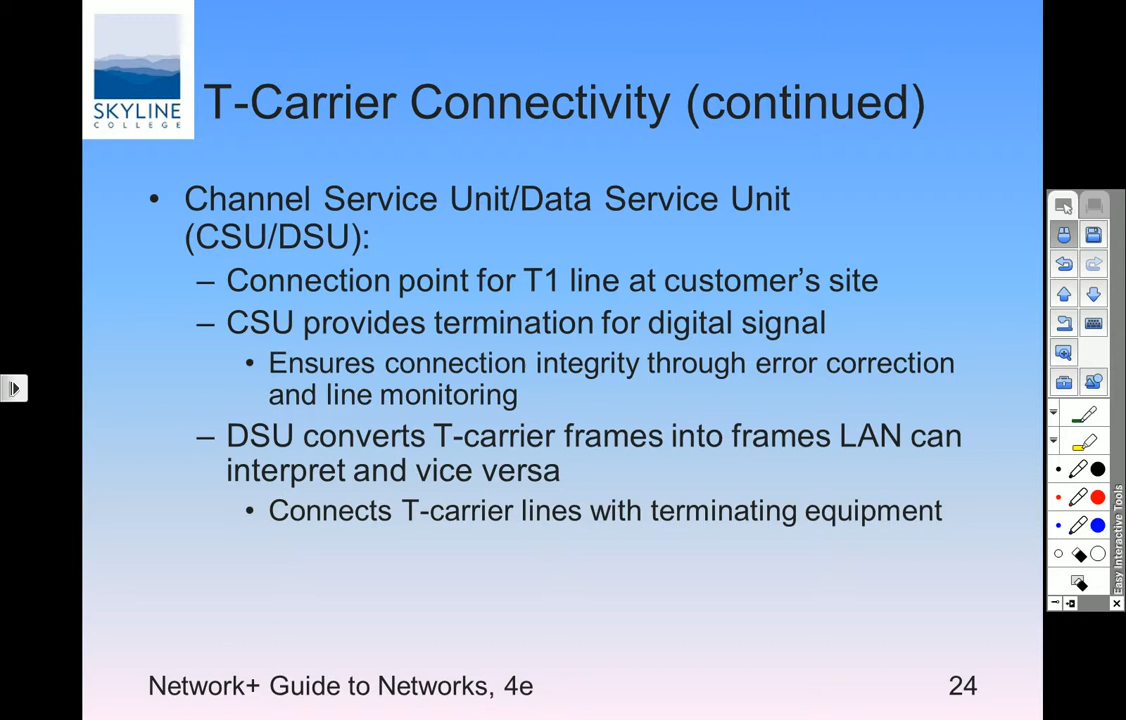 SKYLINE
COLLEGE
T-Carrier Connectivity (continued)
• Channel Service Unit/Data Service Unit
(CSU/DSU):
– Connection point for T1 line at customer’s site
– CSU provides termination for digital signal
• Ensures connection integrity through error correction
and line monitoring
– DSU converts T-carrier frames into frames LAN can
interpret and vice versa
• Connects T-carrier lines with terminating equipment
Network+ Guide to Networks, 4e
24
Easy Interactive Tools